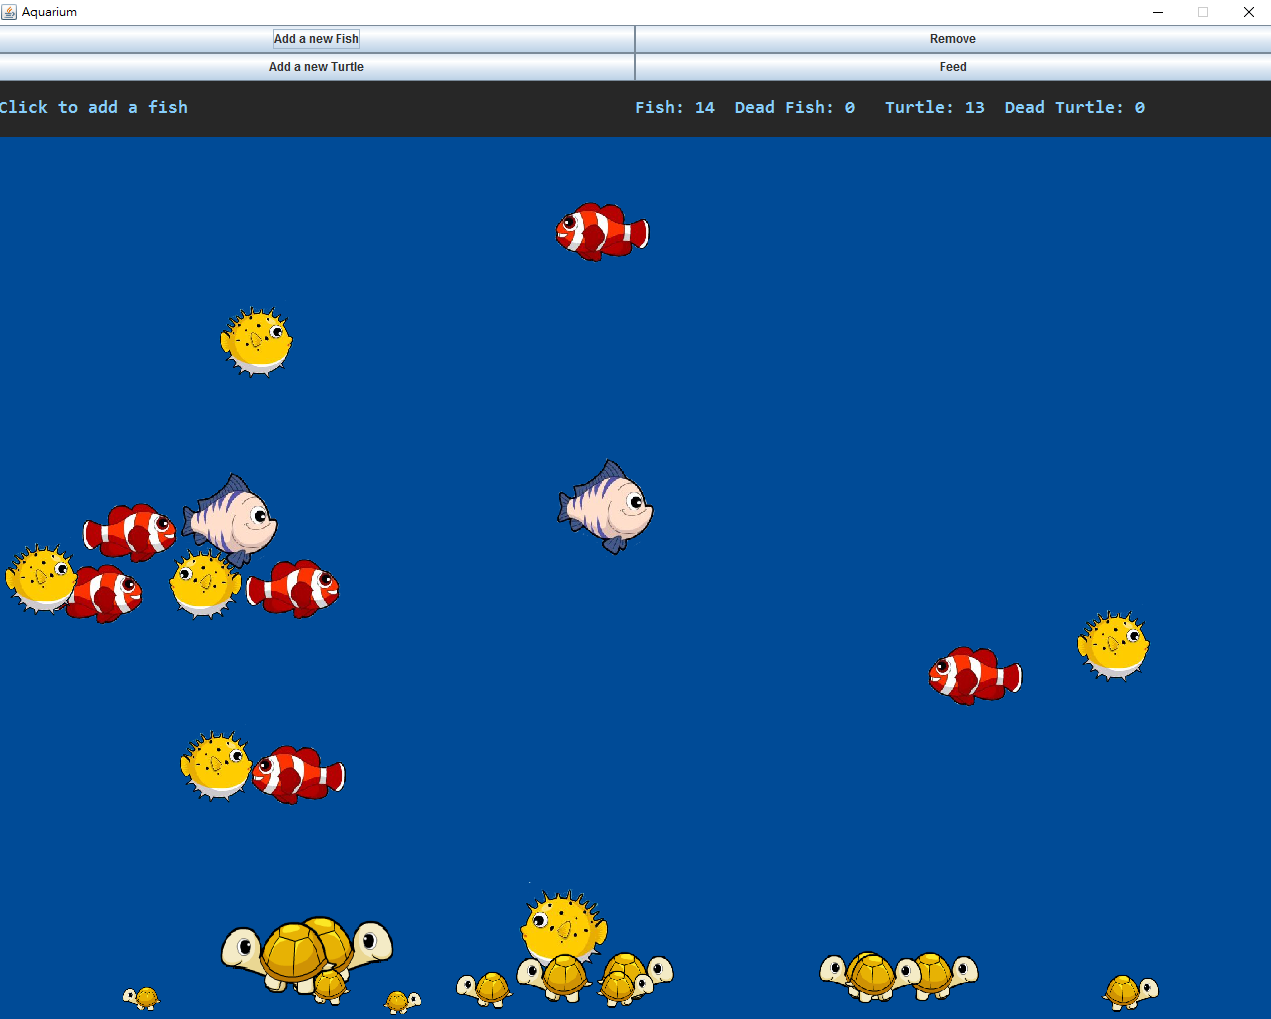 Aquarium
Add a new Fish
Remove
Add a new Turtle
Feed
Click to add a fish
Fish: 14 Dead Fish: 0 Turtle: 13 Dead Turtle: 0